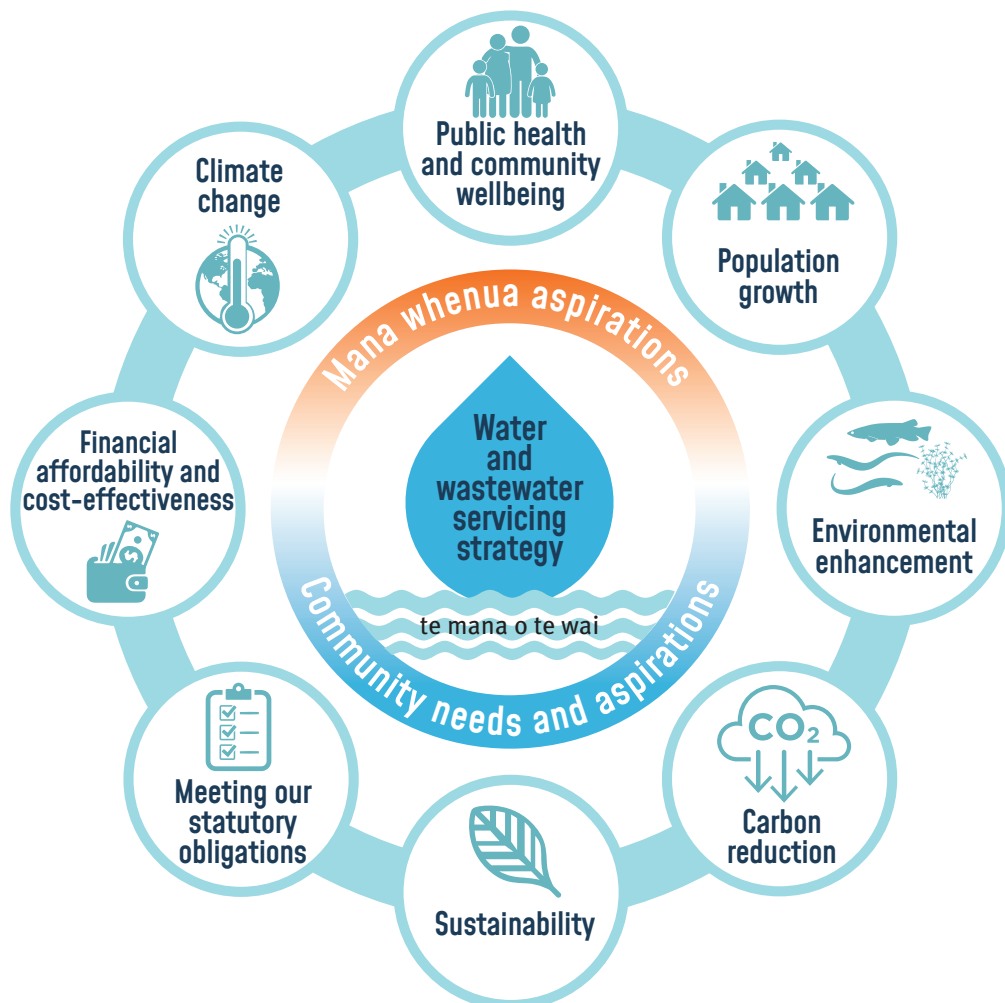 Public health
and community
wellbeing
Population
growth
Environmental
enhancement
CO2
Carbon
reduction
Sustainability
Meeting our
statutory
obligations
Financial
affordability and
cost-effectiveness
Climate
change
Mana whenua aspirations
Water
and
wastewater
servicing
strategy
te mana o te wai
Community needs and aspirations